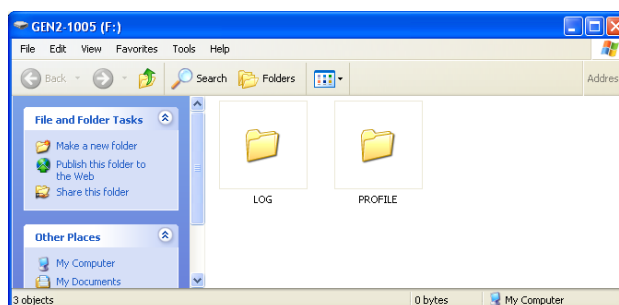 GEN2-1005 (F:)
File Edit View Favorites Tools Help
Back Search Folders Addres
File and Folder Tasks
Make a new folder
Publish this folder to
the Web
Share this folder
Other Places
My Computer
My Documents
LOG PROFILE
3 objects 0 bytes My Computer